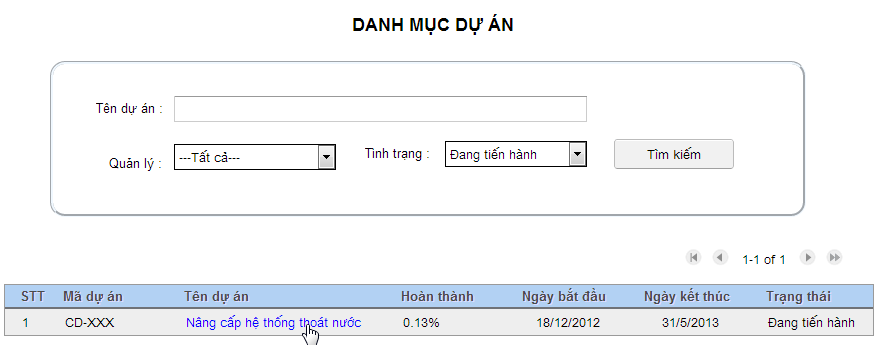 DANH MỤC DỰ ÁN
Tên dự án :
Quản lý : ---Tất cả--- Tình trạng : Đang tiến hành Tìm kiếm
1-1 of 1
STT Mã dự án Tên dự án Hoàn thành Ngày bắt đầu Ngày kết thúc Trạng thái
1 CD-XXX Nâng cấp hệ thống thoát nước 0.13% 18/12/2012 31/5/2013 Đang tiến hành